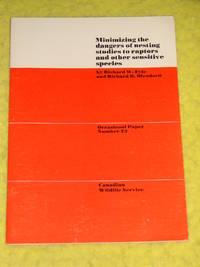 Minimizing the
dangers of nesting
studies to raptors
and other sensitive
species
by Richard W. Fyfe
and Richard R. Olendorff
Occasional Paper
Number 23
Canadian
Wildlife Service